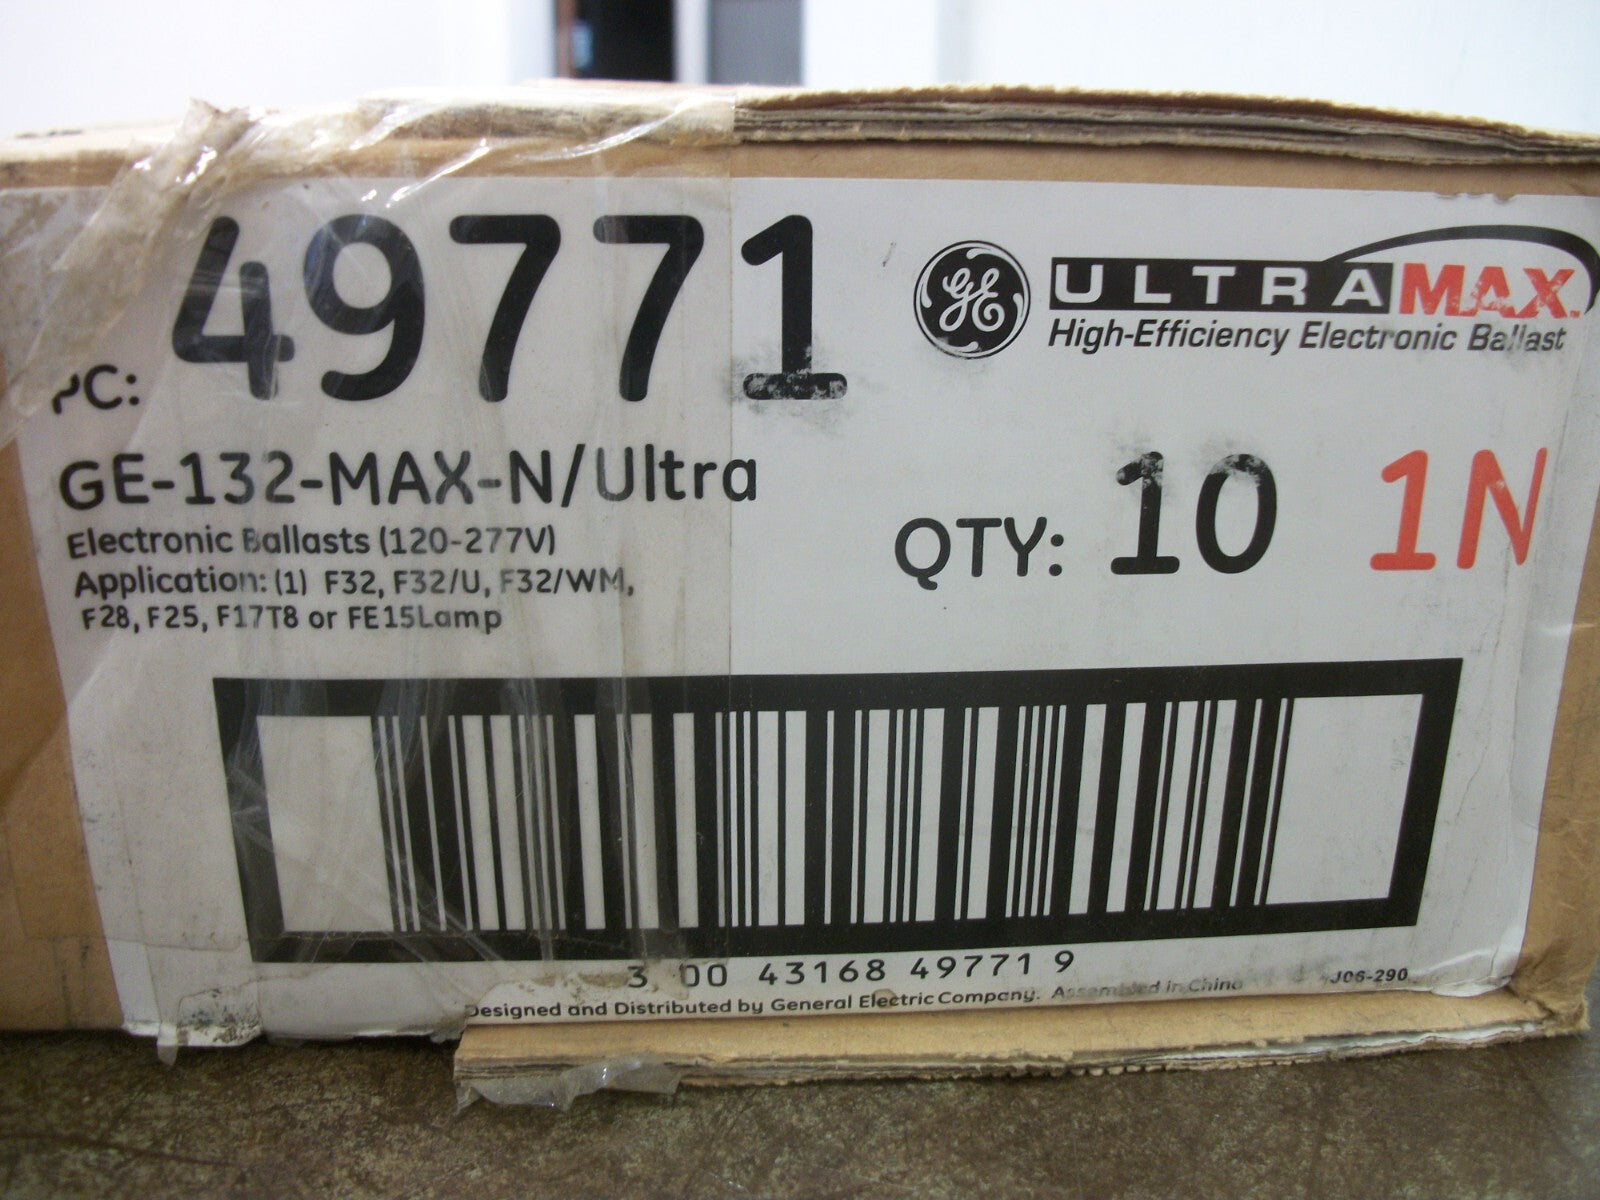 PC: 49771
GE ULTRAMAX™
High-Efficiency Electronic Ballast
GE-132-MAX-N/Ultra
Electronic Ballasts (120-277V)
Application: (1) F32, F32/U, F32/WM,
F28, F25, F17T8 or FE15Lamp
QTY: 10 1N
3 00 43168 49771 9
Designed and Distributed by General Electric Company. Assembled in China
J06-290